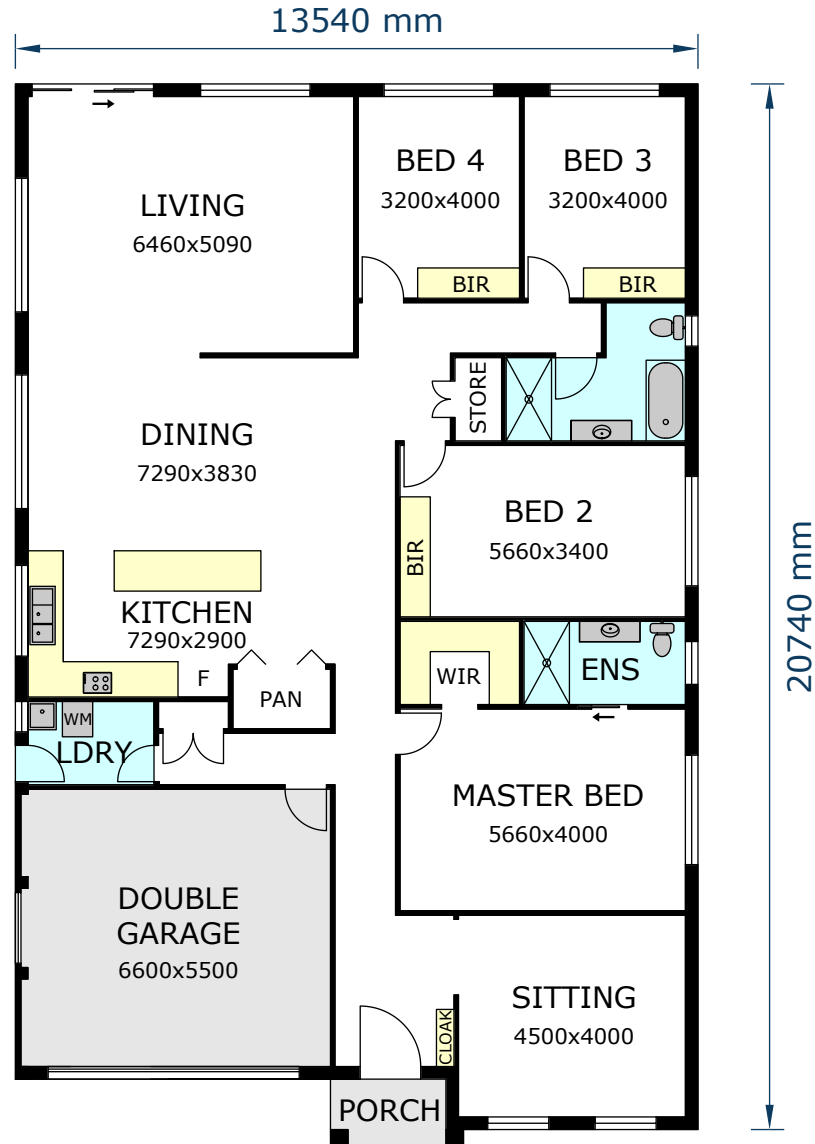 13540 mm
LIVING
6460x5090
BED 4
3200x4000
BED 3
3200x4000
BIR
BIR
STORE
DINING
7290x3830
BED 2
5660x3400
BIR
20740 mm
KITCHEN
7290x2900
F
PAN
WIR
ENS
WM
LDRY
MASTER BED
5660x4000
DOUBLE
GARAGE
6600x5500
SITTING
4500x4000
CLOAK
PORCH